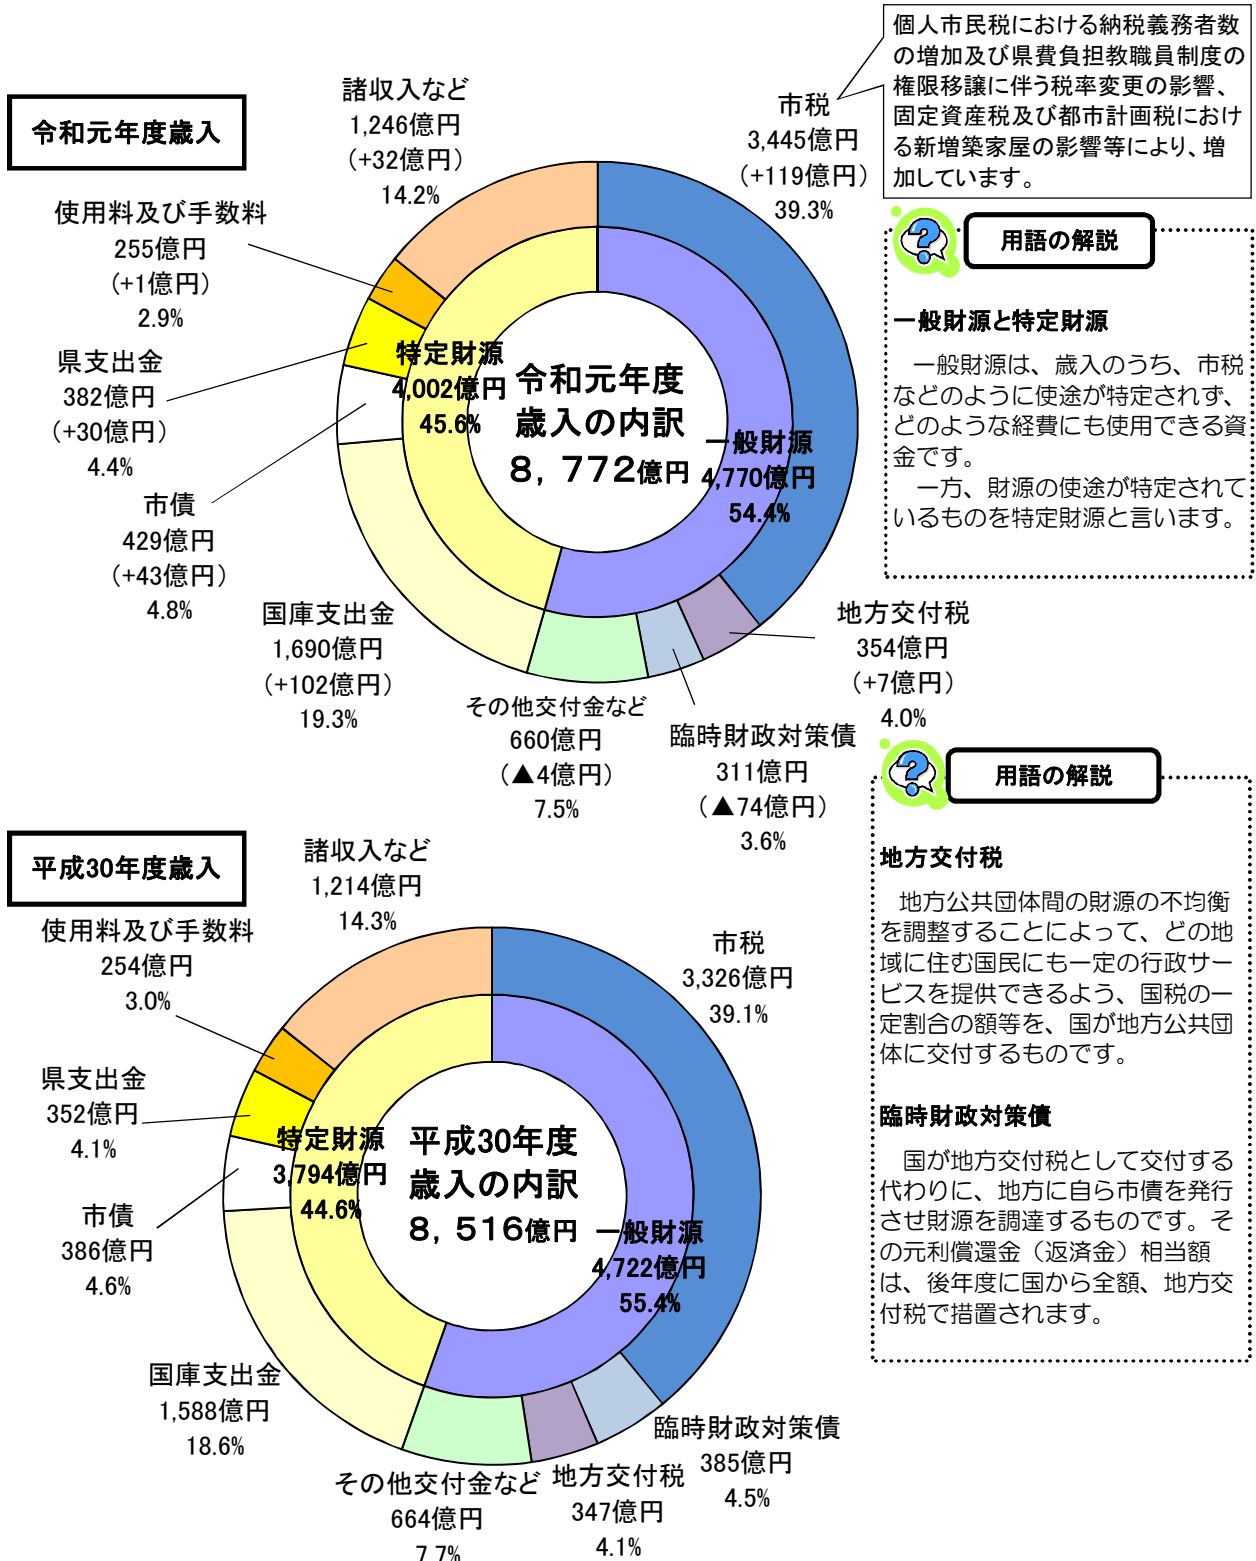 個人市民税における納税義務者数
の増加及び県費負担教職員制度の
権限移譲に伴う税率変更の影響、
固定資産税及び都市計画税におけ
る新増築家屋の影響等により、増
加しています。
令和元年度歳入
諸収入など
1,246億円
(+32億円)
14.2%
市税
3,445億円
(+119億円)
39.3%
使用料及び手数料
255億円
(+1億円)
2.9%
県支出金
382億円
(+30億円)
4.4%
市債
429億円
(+43億円)
4.8%
国庫支出金
1,690億円
(+102億円)
19.3%
その他交付金など
660億円
(▲4億円)
7.5%
臨時財政対策債
311億円
(▲74億円)
3.6%
地方交付税
354億円
(+7億円)
4.0%
特定財源
4,002億円
45.6%
令和元年度
歳入の内訳
8,772億円
一般財源
4,770億円
54.4%
?
用語の解説
一般財源と特定財源
一般財源は、歳入のうち、市税
などのように使途が特定されず、
どのような経費にも使用できる資
金です。
一方、財源の使途が特定されて
いるものを特定財源と言います。
?
用語の解説
地方交付税
地方公共団体間の財源の不均衡
を調整することによって、どの地
域に住む国民にも一定の行政サー
ビスを提供できるよう、国税の一
定割合の額等を、国が地方公共団
体に交付するものです。
臨時財政対策債
国が地方交付税として交付する
代わりに、地方に自ら市債を発行
させ財源を調達するものです。そ
の元利償還金（返済金）相当額
は、後年度に国から全額、地方交
付税で措置されます。
平成30年度歳入
諸収入など
1,214億円
14.3%
市税
3,326億円
39.1%
使用料及び手数料
254億円
3.0%
県支出金
352億円
4.1%
市債
386億円
4.6%
国庫支出金
1,588億円
18.6%
その他交付金など
664億円
7.7%
地方交付税
347億円
4.1%
臨時財政対策債
385億円
4.5%
特定財源
3,794億円
44.6%
平成30年度
歳入の内訳
8,516億円
一般財源
4,722億円
55.4%